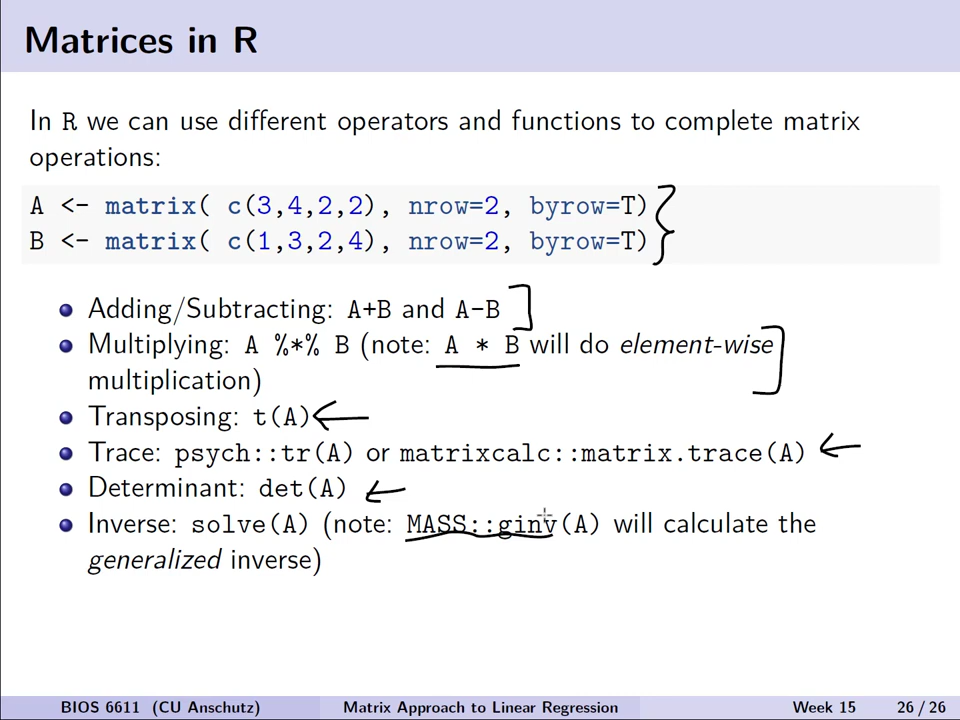 Matrices in R
In R we can use different operators and functions to complete matrix
operations:
A <- matrix( c(3,4,2,2), nrow=2, byrow=T)
B <- matrix( c(1,3,2,4), nrow=2, byrow=T)
Adding/Subtracting: A+B and A-B
Multiplying: A %*% B (note: A * B will do element-wise
multiplication)
Transposing: t(A)
Trace: psych::tr(A) or matrixcalc::matrix.trace(A)
Determinant: det(A)
Inverse: solve(A) (note: MASS::ginv(A) will calculate the
generalized inverse)
BIOS 6611 (CU Anschutz) Matrix Approach to Linear Regression Week 15 26 / 26